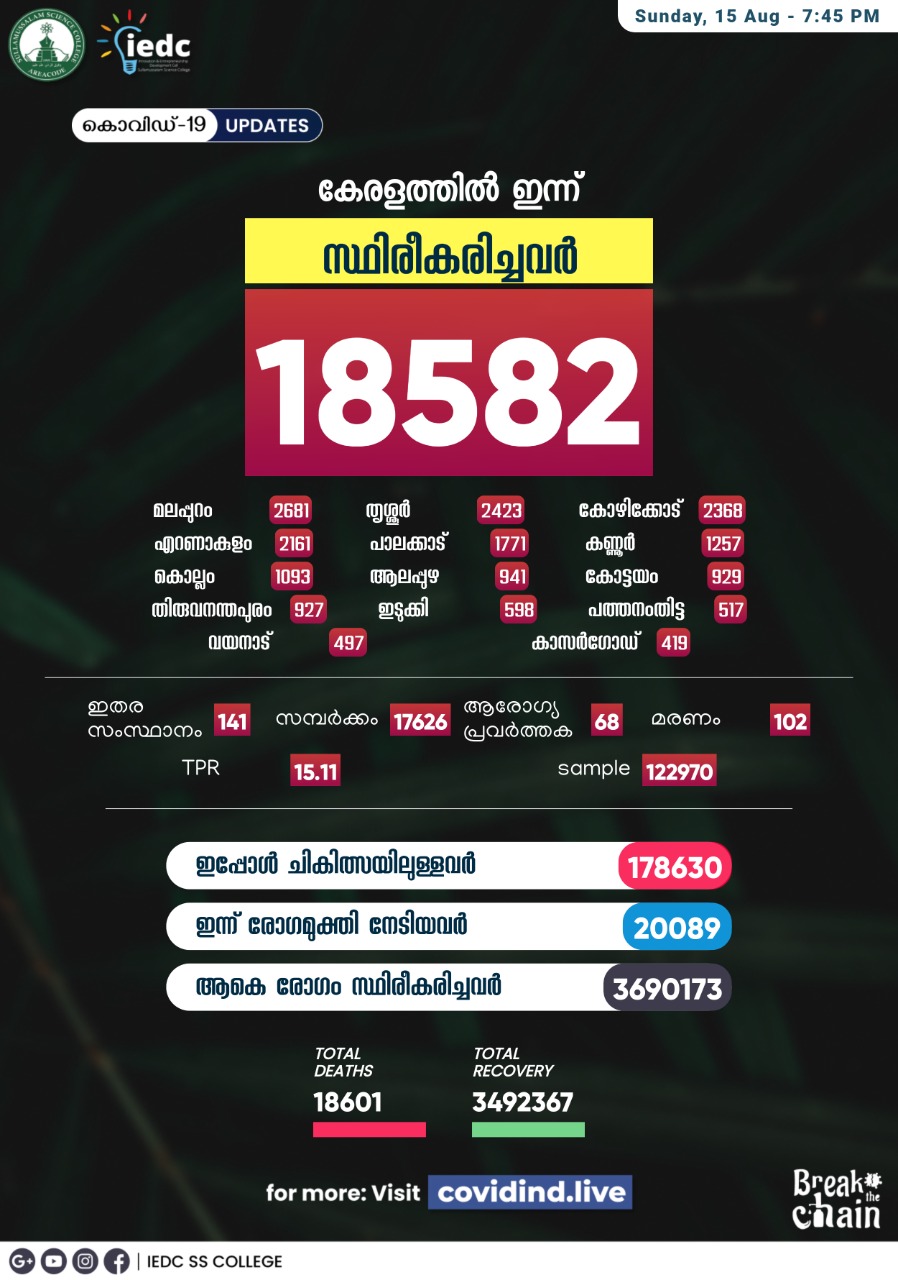 Sunday, 15 Aug - 7:45 PM
SULLAMUSSALAM SCIENCE COLLEGE
AREACODE
iedc
കൊവിഡ്-19 UPDATES
കേരളത്തിൽ ഇന്ന്
സ്ഥിരീകരിച്ചവർ
18582
മലപ്പുറം 2681 തൃശ്ശൂർ 2423 കോഴിക്കോട് 2368
എറണാകുളം 2161 പാലക്കാട് 1771 കണ്ണൂർ 1257
കൊല്ലം 1093 ആലപ്പുഴ 941 കോട്ടയം 929
തിരുവനന്തപുരം 927 ഇടുക്കി 598 പത്തനംതിട്ട 517
വയനാട് 497 കാസർഗോഡ് 419
ഇതര സംസ്ഥാനം 141 സമ്പർക്കം 17626 ആരോഗ്യ പ്രവർത്തക 68 മരണം 102
TPR 15.11 sample 122970
ഇപ്പോൾ ചികിത്സയിലുള്ളവർ 178630
ഇന്ന് രോഗമുക്തി നേടിയവർ 20089
ആകെ രോഗം സ്ഥിരീകരിച്ചവർ 3690173
TOTAL DEATHS
18601
TOTAL RECOVERY
3492367
for more: Visit covidind.live
Break the chain
IEDC SS COLLEGE